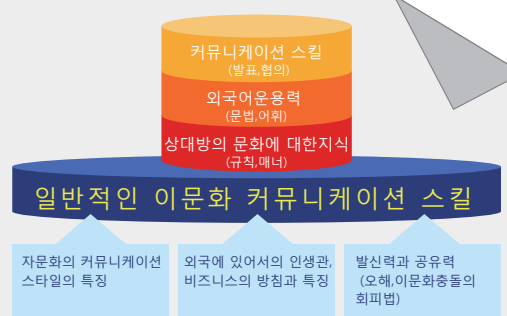 커뮤니케이션 스킬
(발표,협의)
외국어운용력
(문법,어휘)
상대방의 문화에 대한지식
(규칙,매너)
일반적인 이문화 커뮤니케이션 스킬
자문화의 커뮤니케이션
스타일의 특징
외국에 있어서의 인생관,
비즈니스의 방침과 특징
발신력과 공유력
(오해,이문화충돌의
회피법)